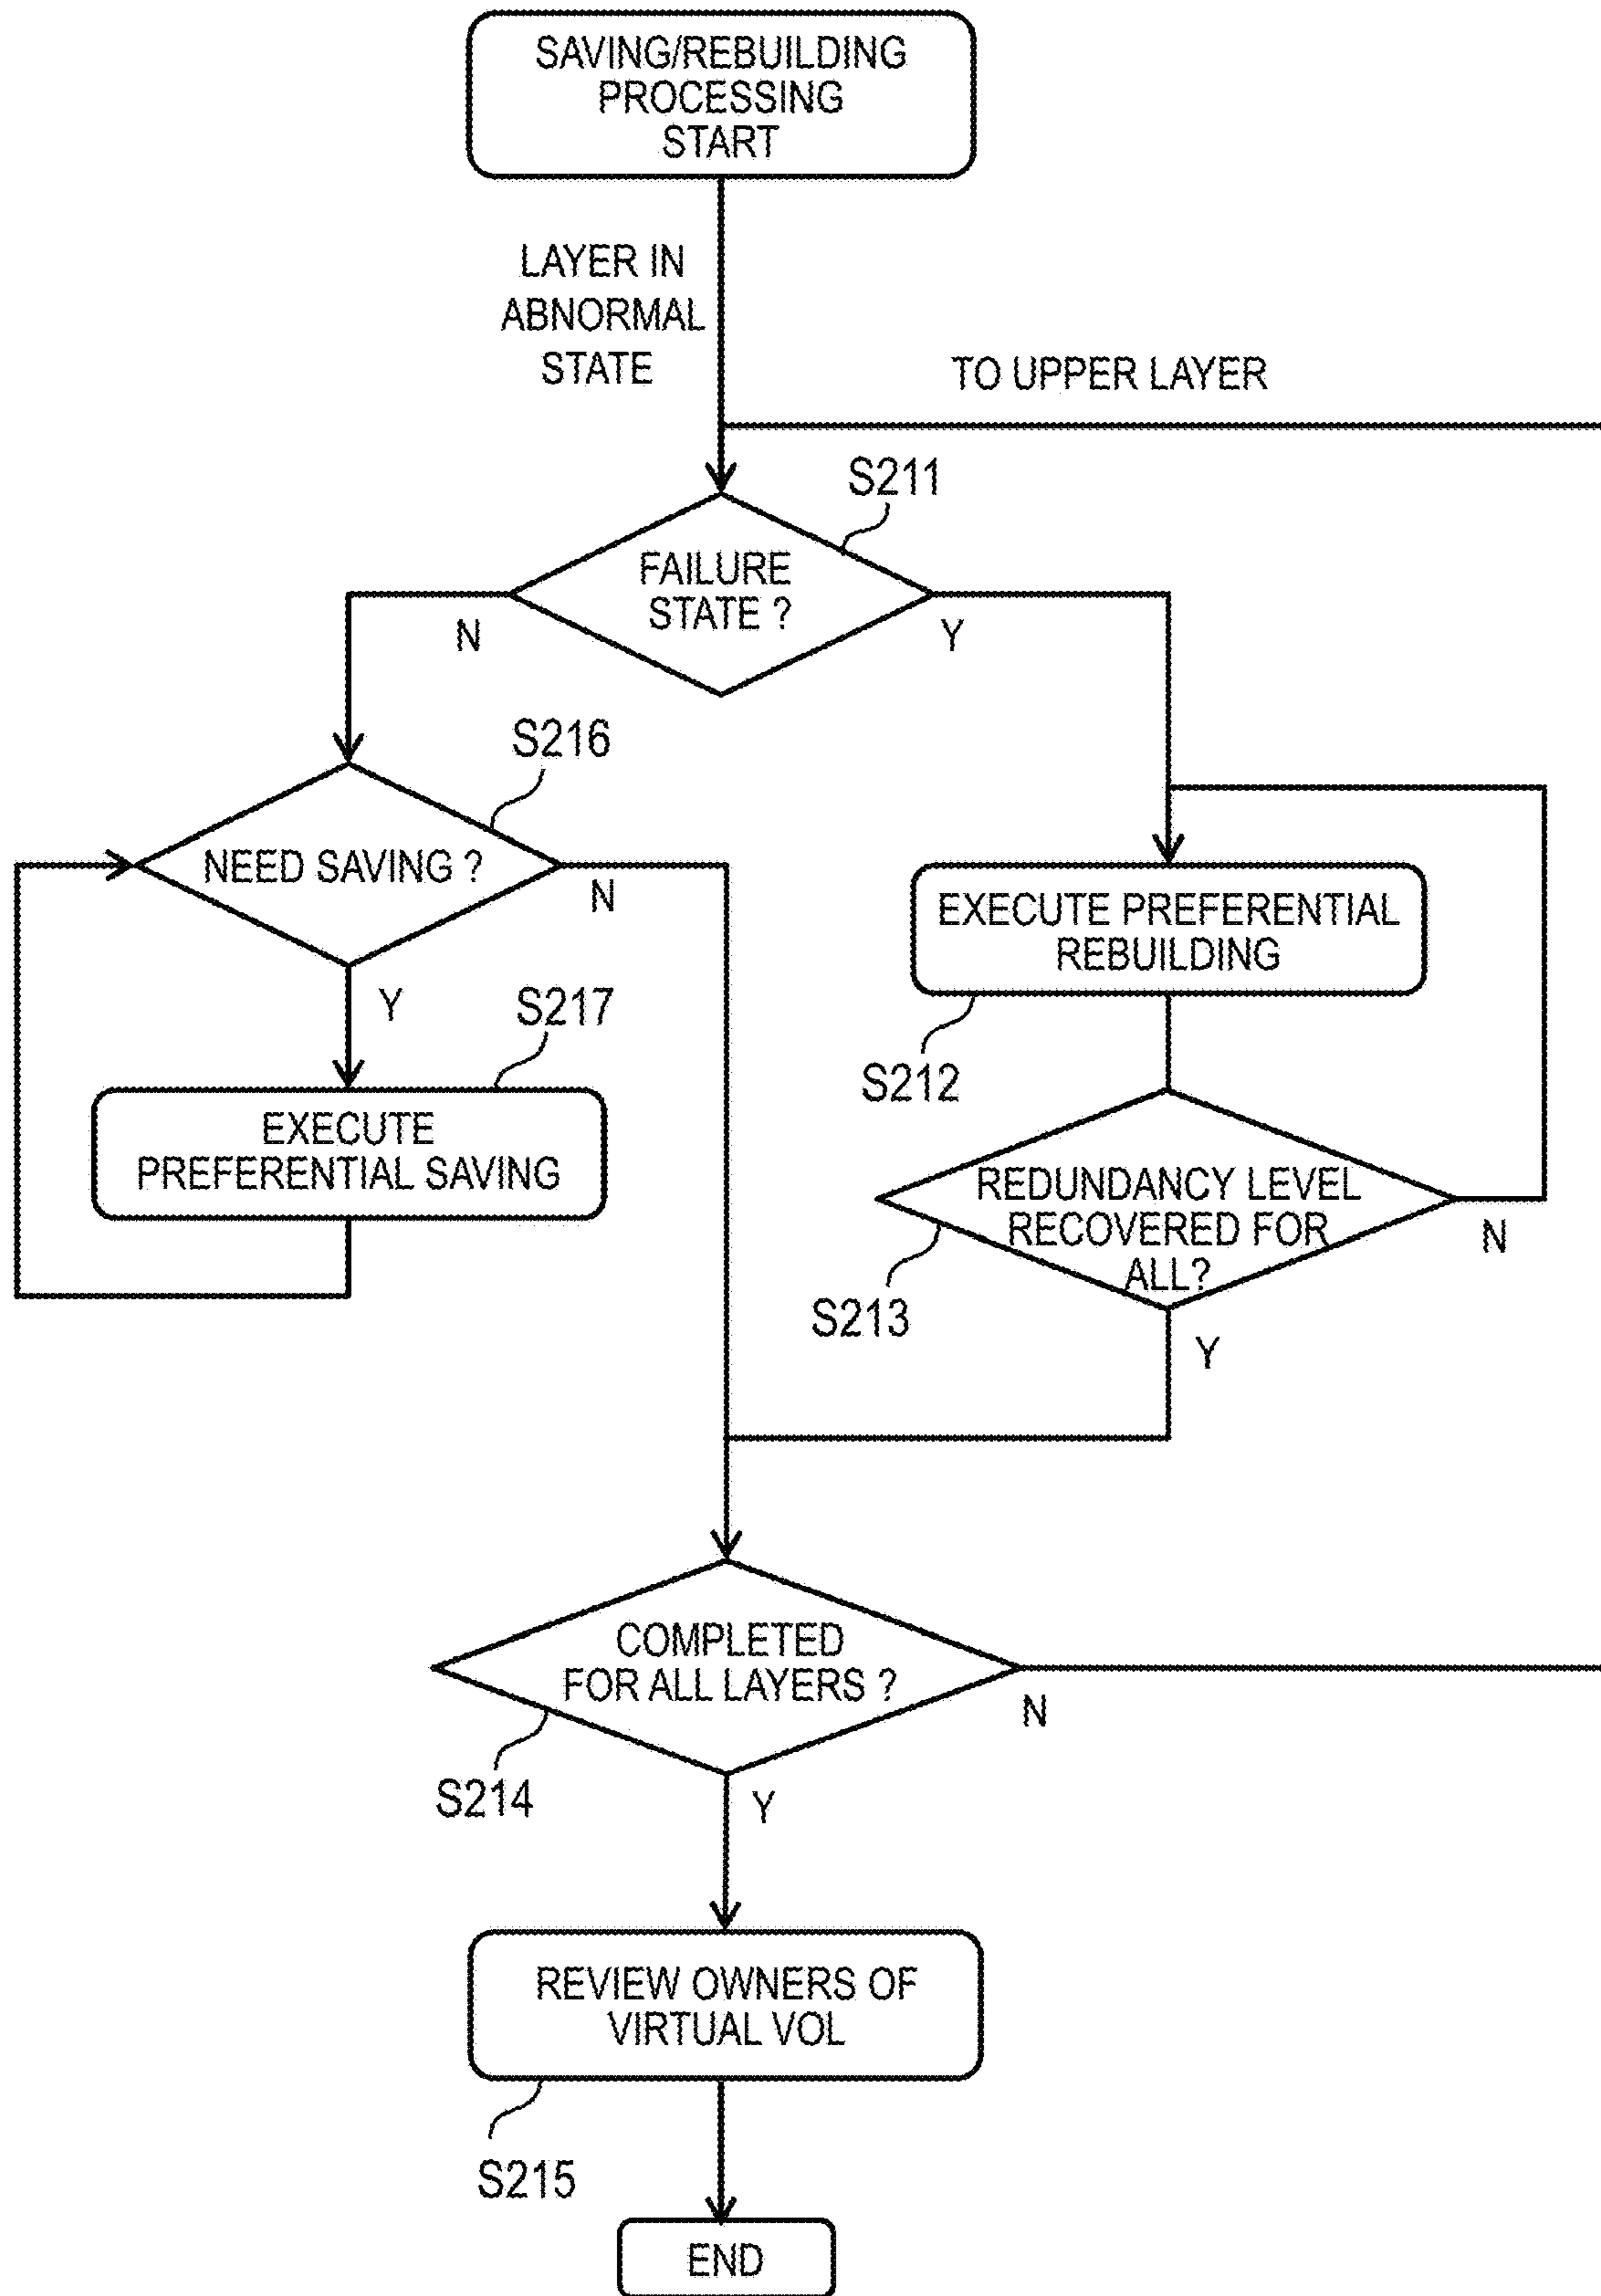 SAVING/REBUILDING
PROCESSING
START
LAYER IN
ABNORMAL
STATE
TO UPPER LAYER
S211
FAILURE
STATE ?
N
Y
S216
NEED SAVING ?
N
Y
EXECUTE PREFERENTIAL
REBUILDING
S217
S212
EXECUTE
PREFERENTIAL SAVING
REDUNDANCY LEVEL
RECOVERED FOR
ALL?
N
S213
Y
COMPLETED
FOR ALL LAYERS ?
N
S214
Y
REVIEW OWNERS OF
VIRTUAL VOL
S215
END